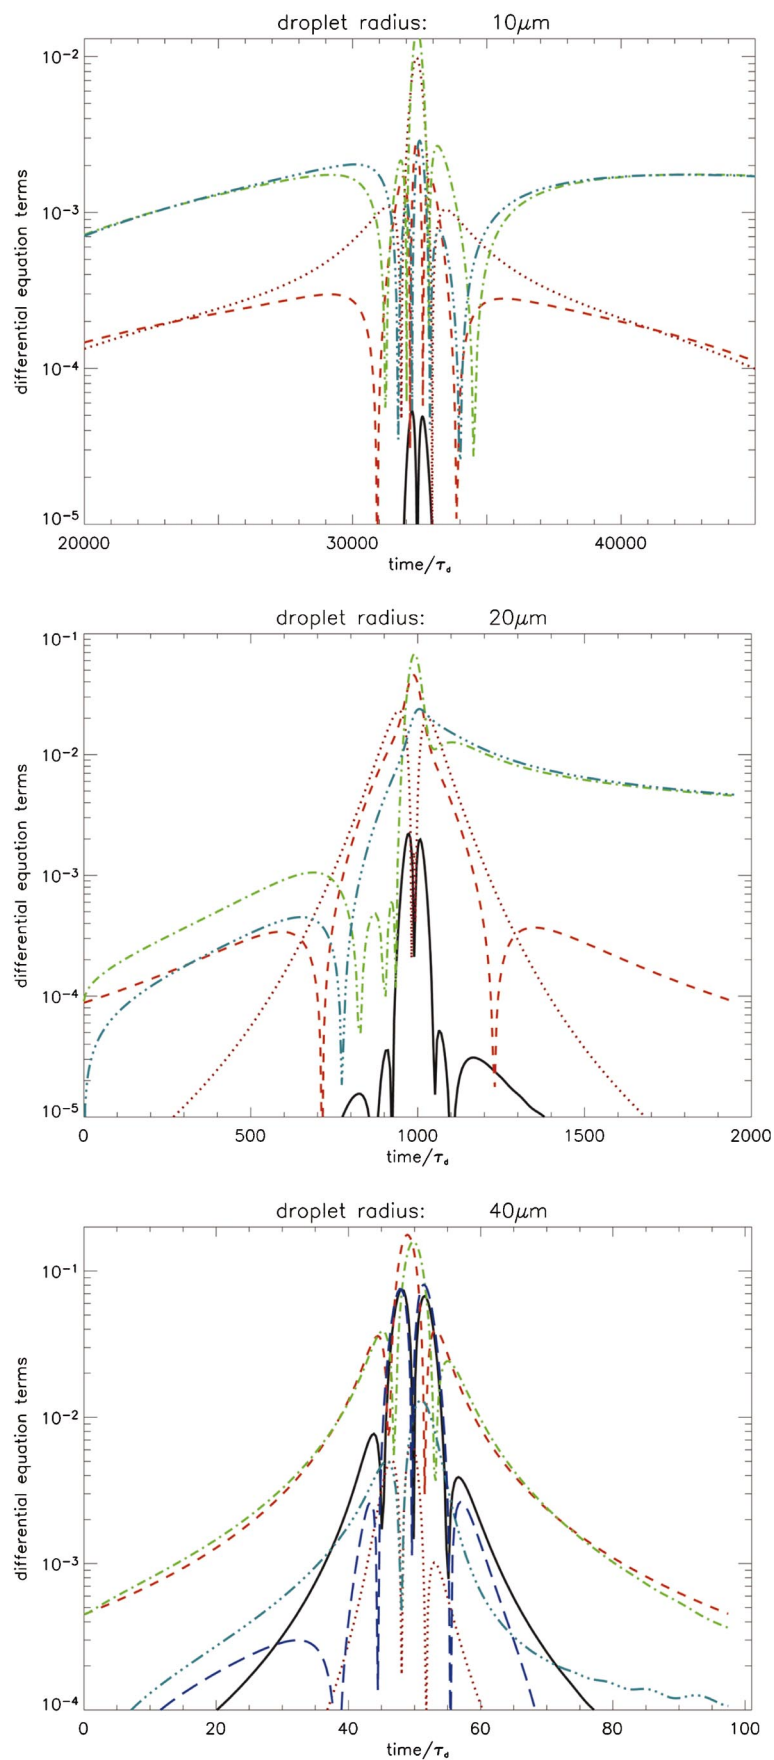 droplet radius: 10μm
10⁻²
10⁻³
10⁻⁴
10⁻⁵
differential equation terms
20000 30000 40000
time/τ_d
droplet radius: 20μm
10⁻¹
10⁻²
10⁻³
10⁻⁴
10⁻⁵
differential equation terms
0 500 1000 1500 2000
time/τ_d
droplet radius: 40μm
10⁻¹
10⁻²
10⁻³
10⁻⁴
differential equation terms
0 20 40 60 80 100
time/τ_d